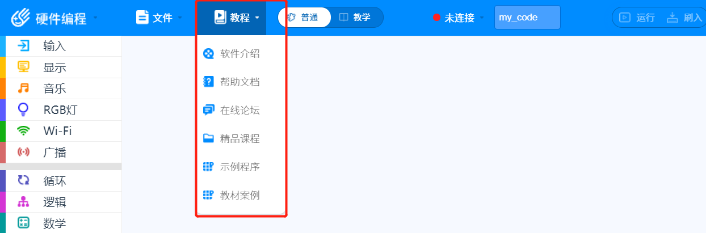 硬件编程 文件 教程 普通 教学 未连接 my_code 运行 刷入
输入
显示
音乐
RGB灯
Wi-Fi
广播
循环
逻辑
数学
软件介绍
帮助文档
在线论坛
精品课程
示例程序
教材案例